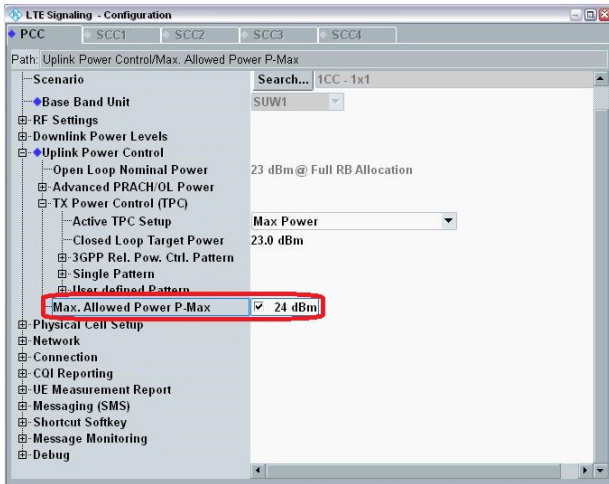 LTE Signaling - Configuration
PCC SCC1 SCC2 SCC3 SCC4
Path: Uplink Power Control/Max. Allowed Power P-Max
Scenario Search... 1CC - 1x1
Base Band Unit SUW1
RF Settings
Downlink Power Levels
Uplink Power Control
Open Loop Nominal Power 23 dBm@ Full RB Allocation
Advanced PRACH/OL Power
TX Power Control (TPC)
Active TPC Setup Max Power
Closed Loop Target Power 23.0 dBm
3GPP Rel. Pow. Ctrl. Pattern
Single Pattern
User defined Pattern
Max. Allowed Power P-Max 24 dBm
Physical Cell Setup
Network
Connection
CQI Reporting
UE Measurement Report
Messaging (SMS)
Shortcut Softkey
Message Monitoring
Debug